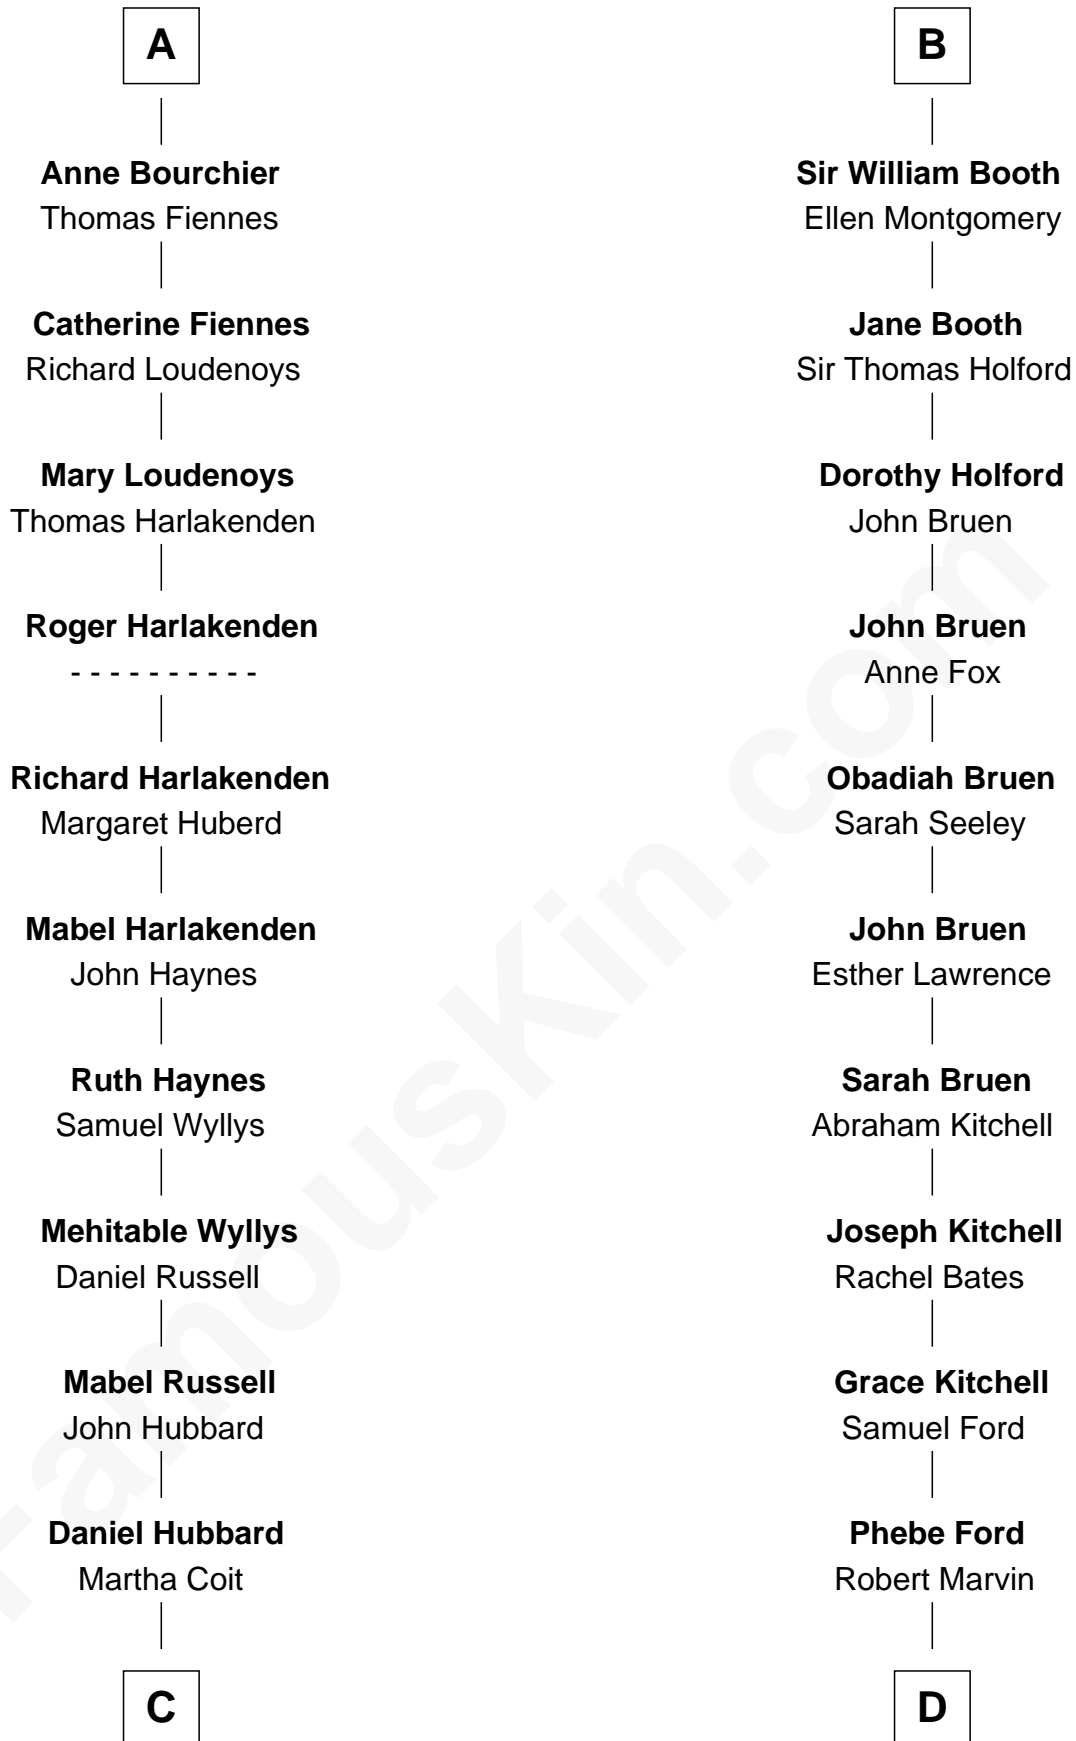 A
Anne Bourchier
Thomas Fiennes
Catherine Fiennes
Richard Loudenoys
Mary Loudenoys
Thomas Harlakenden
Roger Harlakenden
- - - - - - - - - -
Richard Harlakenden
Margaret Huberd
Mabel Harlakenden
John Haynes
Ruth Haynes
Samuel Wyllys
Mehitable Wyllys
Daniel Russell
Mabel Russell
John Hubbard
Daniel Hubbard
Martha Coit
C
B
Sir William Booth
Ellen Montgomery
Jane Booth
Sir Thomas Holford
Dorothy Holford
John Bruen
John Bruen
Anne Fox
Obadiah Bruen
Sarah Seeley
John Bruen
Esther Lawrence
Sarah Bruen
Abraham Kitchell
Joseph Kitchell
Rachel Bates
Grace Kitchell
Samuel Ford
Phebe Ford
Robert Marvin
D
FamousKin.com